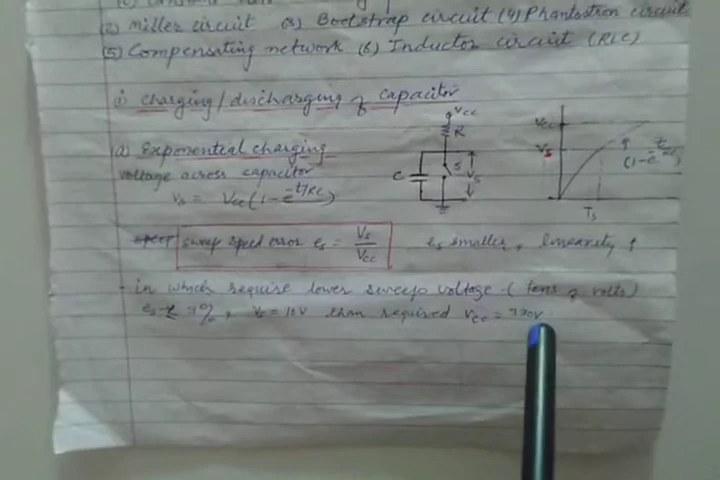 (2) Miller circuit (3) Bootstrap circuit (4) Phantastron circuit
(5) Compensating network (6) Inductor circuit (RLC)
i) charging/discharging of capacitor
(a) Exponential charging
voltage across capacitor
Vs = Vcc(1-e^-t/RC)
Vcc
R
C
S
Vs
Vcc
Vs
(1-e^-t/RC)
Ts
sweep speed error es = Vs/Vcc
es smaller, linearity ↑
- in which require lower sweep voltage (tens of volts)
Vs = 10V then required Vcc =